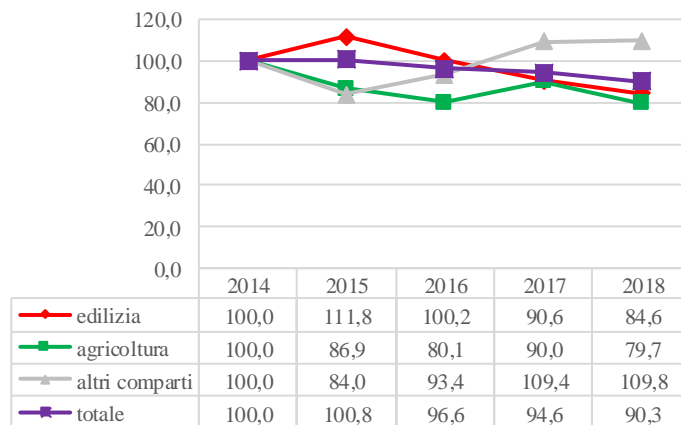 120,0
100,0
80,0
60,0
40,0
20,0
0,0
2014 2015 2016 2017 2018
edilizia 100,0 111,8 100,2 90,6 84,6
agricoltura 100,0 86,9 80,1 90,0 79,7
altri comparti 100,0 84,0 93,4 109,4 109,8
totale 100,0 100,8 96,6 94,6 90,3